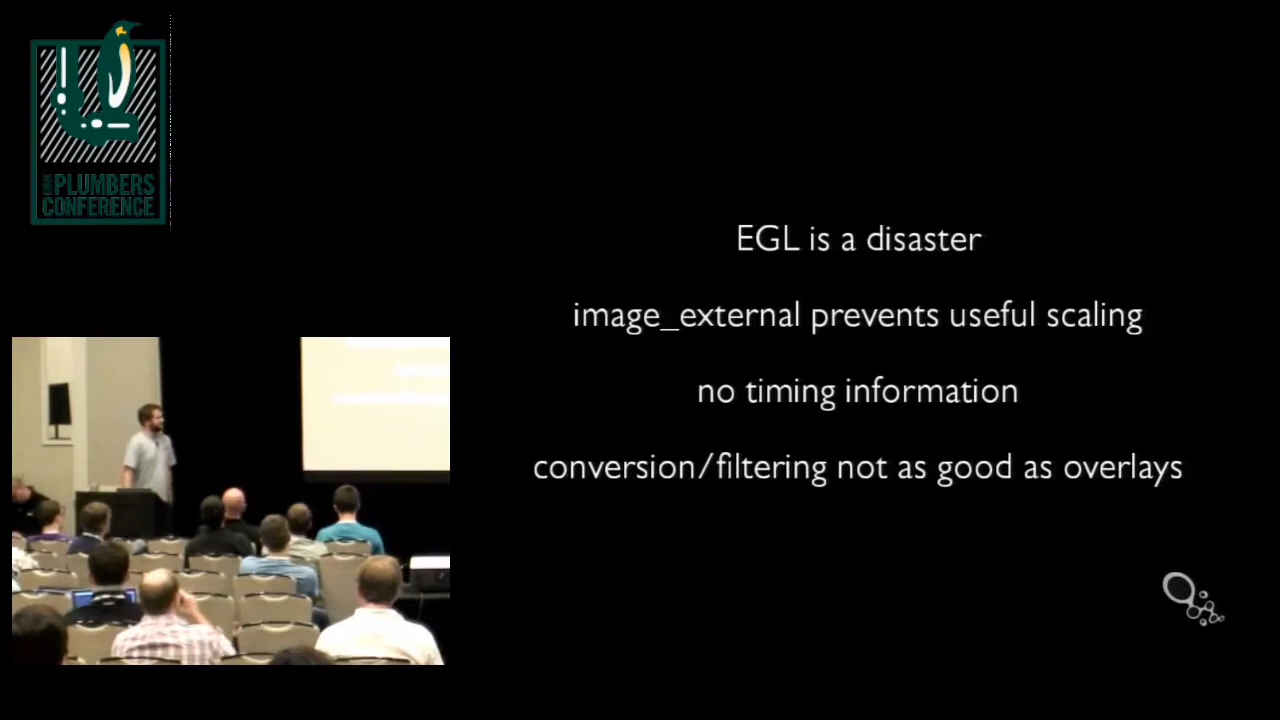 LINUX PLUMBERS
CONFERENCE
EGL is a disaster
image_external prevents useful scaling
no timing information
conversion/filtering not as good as overlays